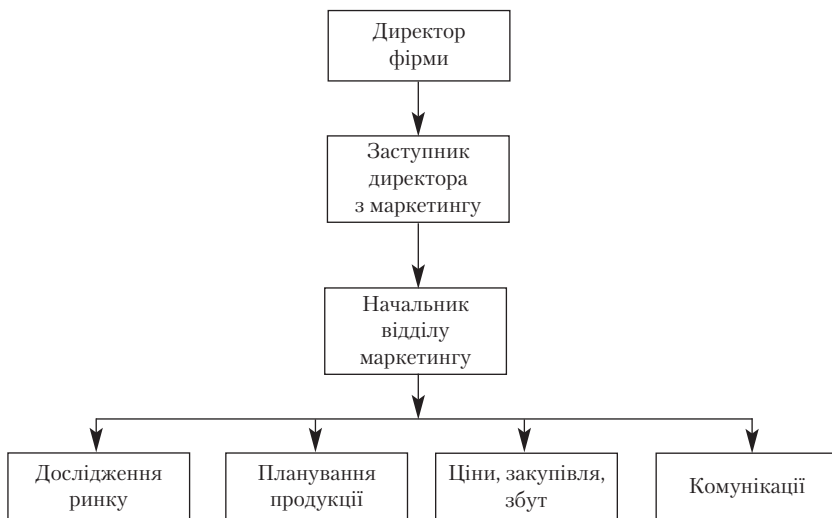 Директор
фірми
Заступник
директора
з маркетингу
Начальник
відділу
маркетингу
Дослідження
ринку
Планування
продукції
Ціни, закупівля,
збут
Комунікації